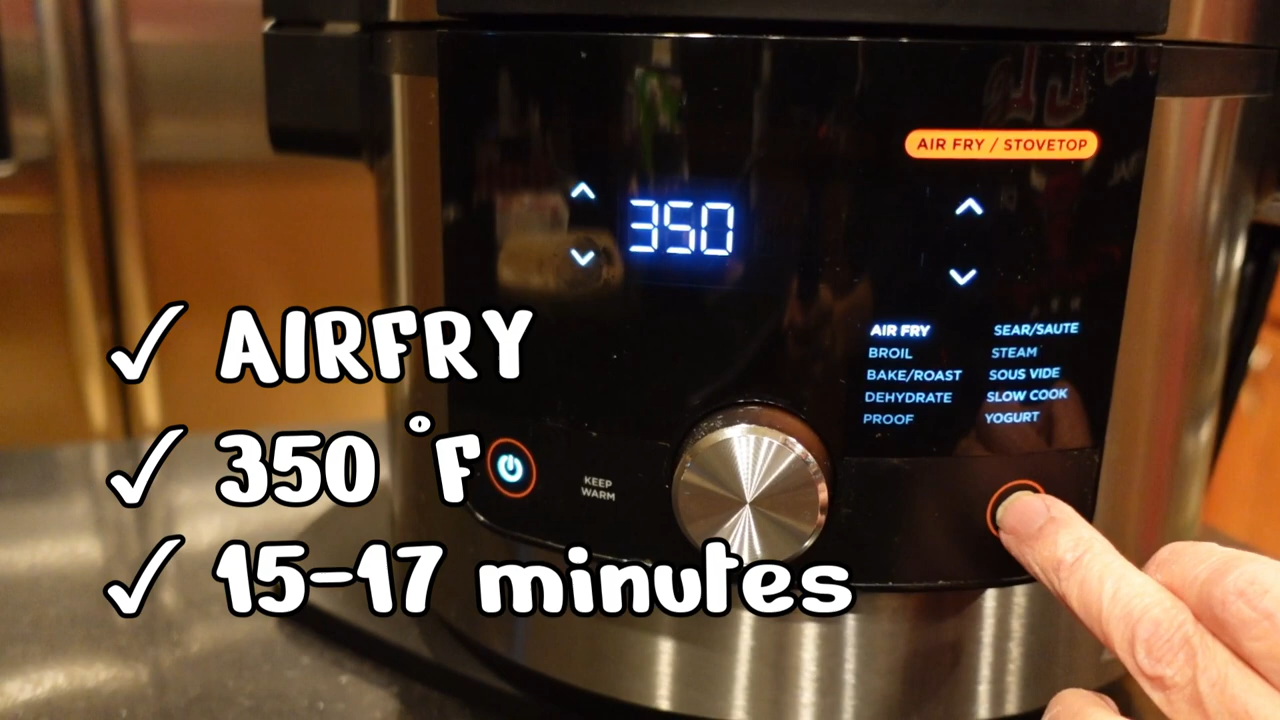 AIR FRY / STOVETOP
350
AIR FRY
SEAR/SAUTE
BROIL
STEAM
BAKE/ROAST
SOUS VIDE
DEHYDRATE
SLOW COOK
PROOF
YOGURT
KEEP
WARM
✓ AIRFRY
✓ 350 °F
✓ 15-17 minutes